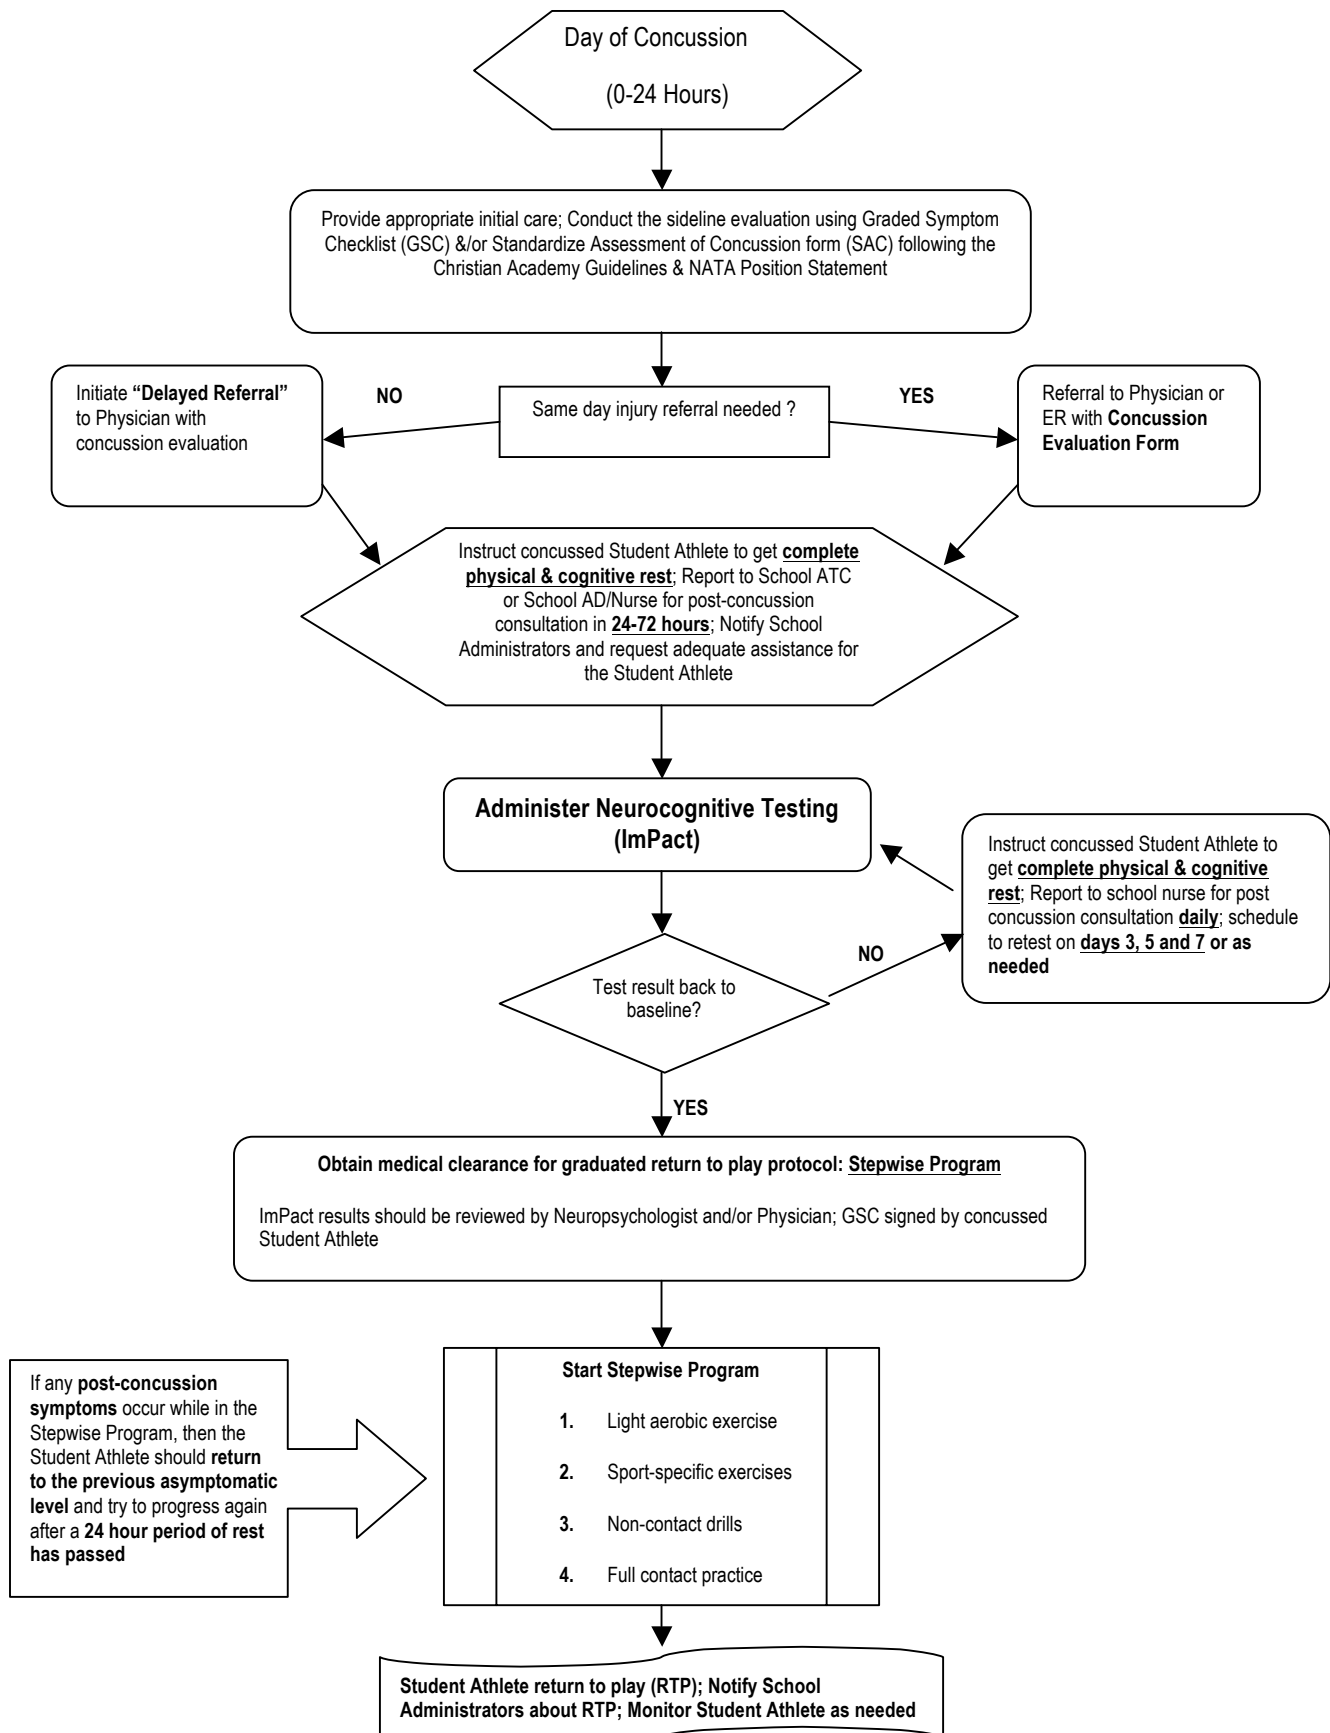 Day of Concussion
(0-24 Hours)
Provide appropriate initial care; Conduct the sideline evaluation using Graded Symptom
Checklist (GSC) &/or Standardize Assessment of Concussion form (SAC) following the
Christian Academy Guidelines & NATA Position Statement
Initiate “Delayed Referral”
to Physician with
concussion evaluation
NO
Same day injury referral needed ?
YES
Referral to Physician or
ER with Concussion
Evaluation Form
Instruct concussed Student Athlete to get complete
physical & cognitive rest; Report to School ATC
or School AD/Nurse for post-concussion
consultation in 24-72 hours; Notify School
Administrators and request adequate assistance for
the Student Athlete
Administer Neurocognitive Testing
(ImPact)
Instruct concussed Student Athlete to
get complete physical & cognitive
rest; Report to school nurse for post
concussion consultation daily; schedule
to retest on days 3, 5 and 7 or as
needed
NO
Test result back to
baseline?
YES
Obtain medical clearance for graduated return to play protocol: Stepwise Program
ImPact results should be reviewed by Neuropsychologist and/or Physician; GSC signed by concussed
Student Athlete
If any post-concussion
symptoms occur while in the
Stepwise Program, then the
Student Athlete should return
to the previous asymptomatic
level and try to progress again
after a 24 hour period of rest
has passed
Start Stepwise Program
1. Light aerobic exercise
2. Sport-specific exercises
3. Non-contact drills
4. Full contact practice
Student Athlete return to play (RTP); Notify School
Administrators about RTP; Monitor Student Athlete as needed